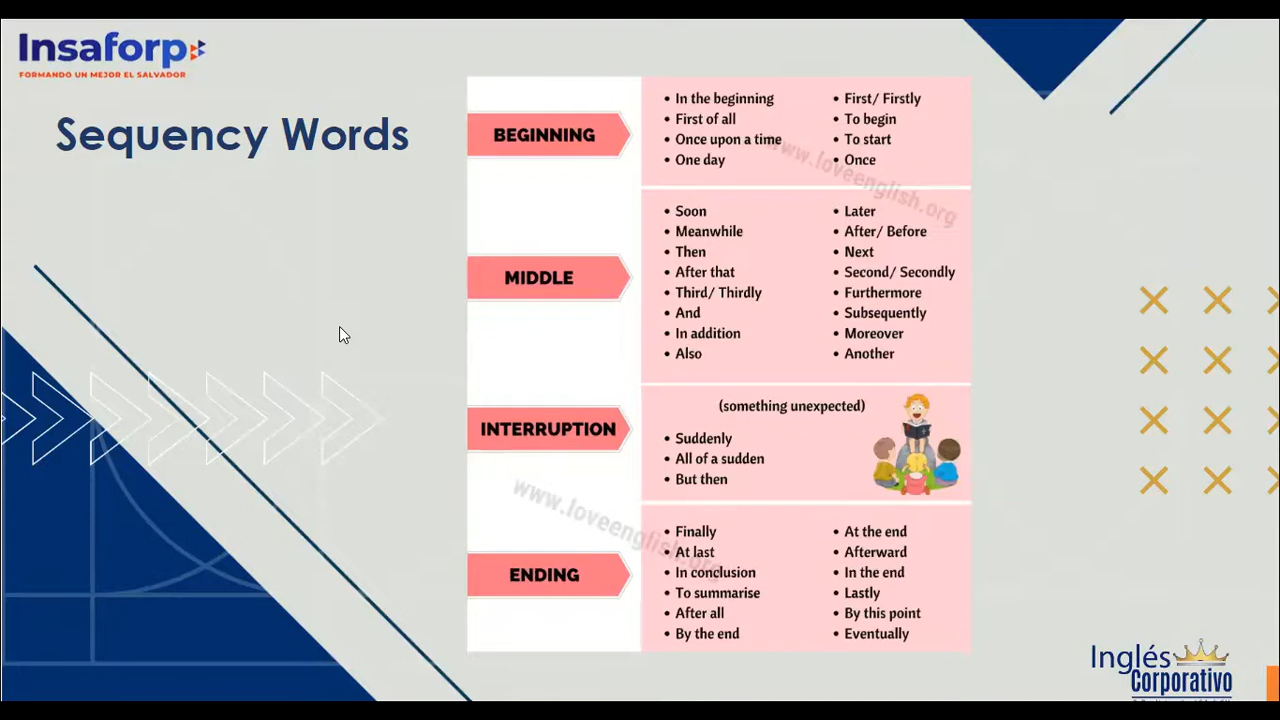 Insaforp
FORMANDO UN MEJOR EL SALVADOR
Sequency Words
BEGINNING
• In the beginning
• First of all
• Once upon a time
• One day
• First/ Firstly
• To begin
• To start
• Once
MIDDLE
• Soon
• Meanwhile
• Then
• After that
• Third/ Thirdly
• And
• In addition
• Also
• Later
• After/ Before
• Next
• Second/ Secondly
• Furthermore
• Subsequently
• Moreover
• Another
INTERRUPTION
(something unexpected)
• Suddenly
• All of a sudden
• But then
ENDING
• Finally
• At last
• In conclusion
• To summarise
• After all
• By the end
• At the end
• Afterward
• In the end
• Lastly
• By this point
• Eventually
www.loveenglish.org
www.loveenglish.org
Inglés
Corporativo